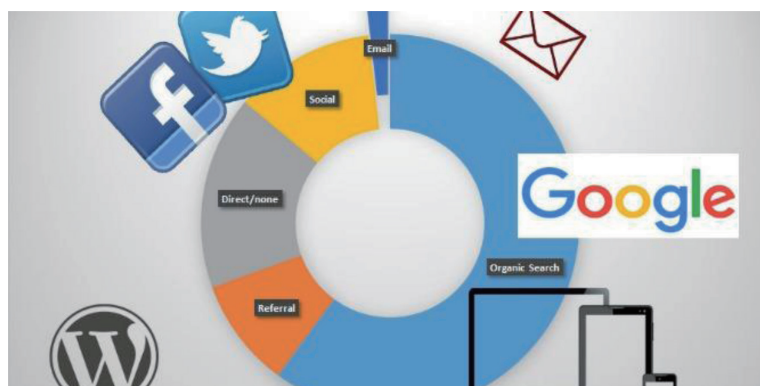 Email
Social
Google
Direct/none
Organic Search
Referral